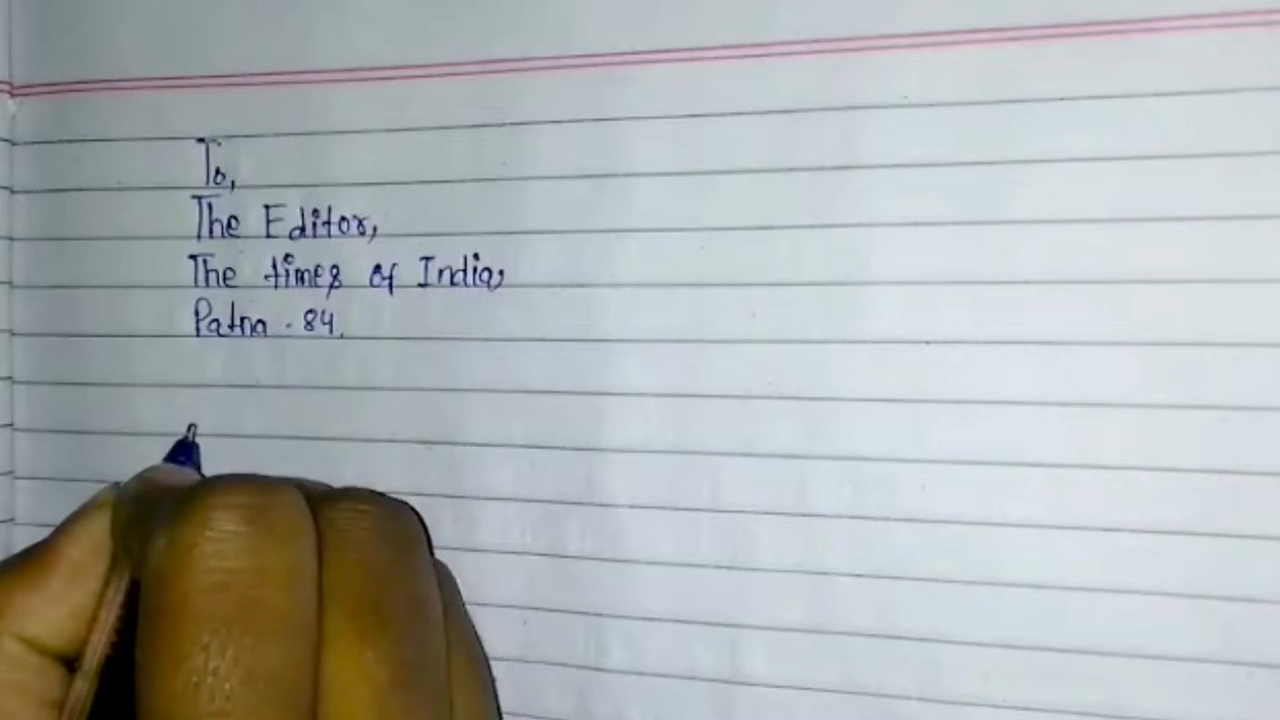 To,
The Editor,
The times of India,
Patna - 84.